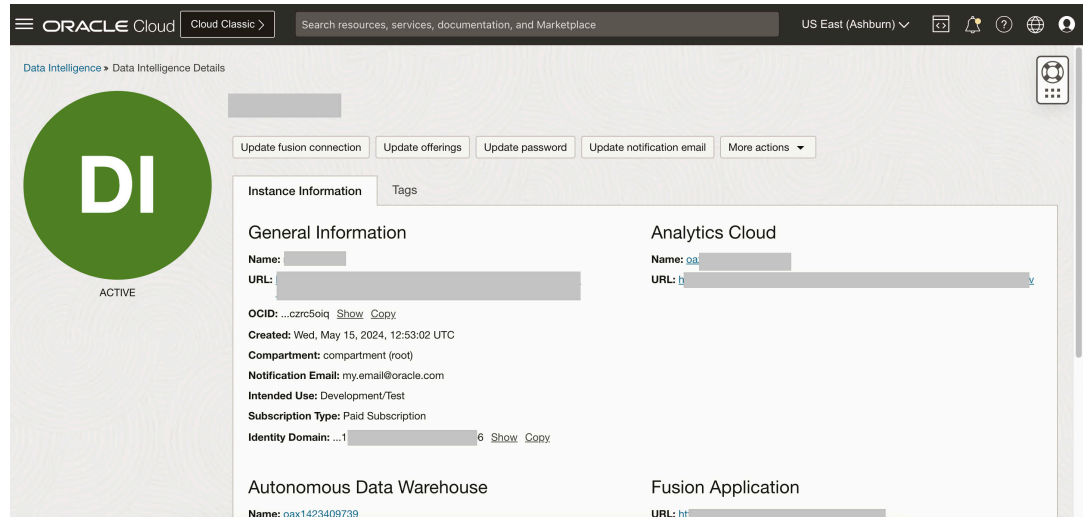 ORACLE Cloud Cloud Classic > Search resources, services, documentation, and Marketplace US East (Ashburn)
Data Intelligence » Data Intelligence Details
DI
ACTIVE
Update fusion connection Update offerings Update password Update notification email More actions
Instance Information Tags
General Information
Name:
URL:
OCID: ...czrc5oiq Show Copy
Created: Wed, May 15, 2024, 12:53:02 UTC
Compartment: compartment (root)
Notification Email: my.email@oracle.com
Intended Use: Development/Test
Subscription Type: Paid Subscription
Identity Domain: ...1 6 Show Copy
Analytics Cloud
Name: oa
URL: h v
Autonomous Data Warehouse
Name: oax1423409739
Fusion Application
URL: ht